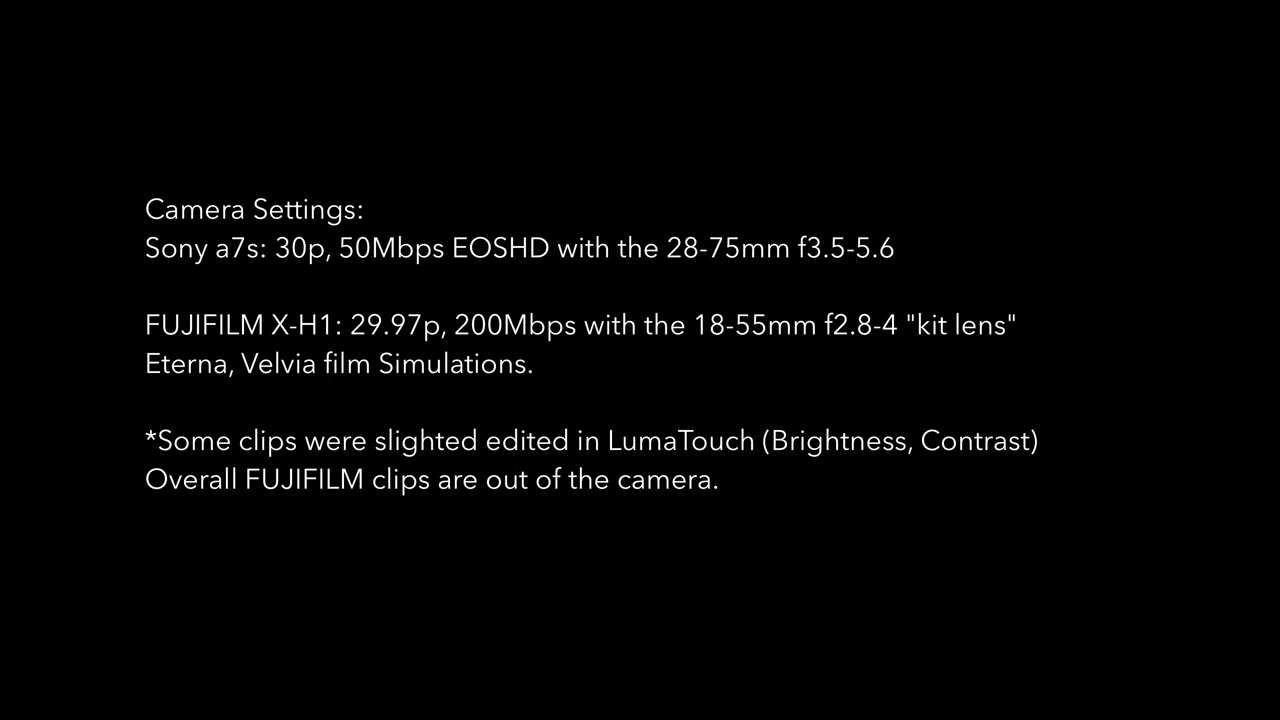 Camera Settings:
Sony a7s: 30p, 50Mbps EOSHD with the 28-75mm f3.5-5.6
FUJIFILM X-H1: 29.97p, 200Mbps with the 18-55mm f2.8-4 "kit lens"
Eterna, Velvia film Simulations.
*Some clips were slighted edited in LumaTouch (Brightness, Contrast)
Overall FUJIFILM clips are out of the camera.